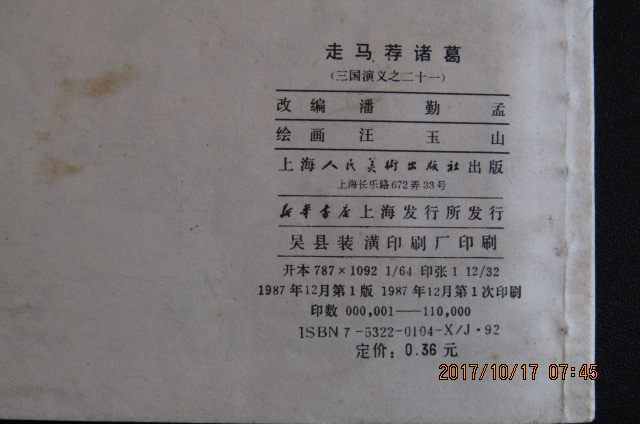 走马荐诸葛
（三国演义之二十一）
改编 潘勤孟
绘画 汪玉山
上海人民美術出版社出版
上海长乐路672弄33号
新华書店上海发行所发行
吴县装潢印刷厂印刷
开本 787×1092 1/64 印张 1 12/32
1987年12月第1版 1987年12月第1次印刷
印数 000,001——110,000
ISBN 7-5322-0104-X/J·92
定价：0.36元
2017/10/17 07:45